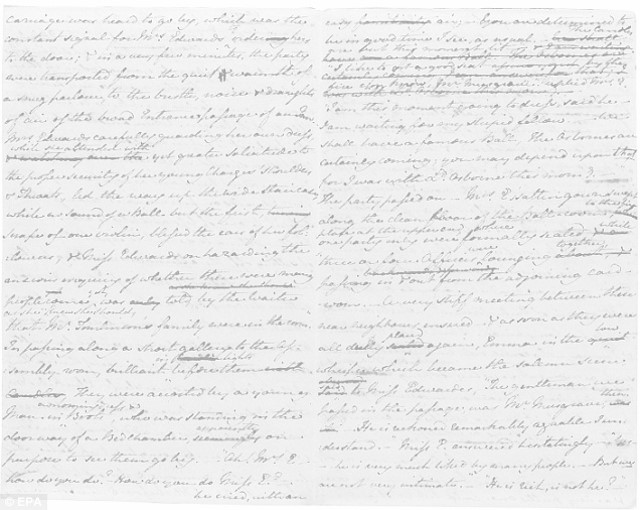 carriage was heard to go by, which was the
constant signal for Mrs. Edwards ordering hers
to the door; & in a very few minutes, the party
were transported from the quiet warmth of
a snug parlour to the bustle, noise & draughts
of air of the broad Entrance passage of an Inn.
Mrs Edwards carefully guarding her own dress,
while she attended with
yet greater solicitude to
the proper security of her young Charges' Shoulders
& Throats, led the way up the wide Staircase,
while no sound of a Ball but the first
scrape of one violin, blessed the ears of her fol-
lowers, & Miss Edwards on hazarding the
anxious enquiry of whether there were many
people come yet was told by the Waiter
as she knew she should,
that Mr. Tomlinson's family were in the room.
In passing along a short gallery to the as-
sembly room, brilliant in lights before them
They were accosted by a young
Man in a morning dress &
Boots, who was standing in the
doorway of a Bedchamber, apparently on
purpose to see them go by. Ah! Mrs. E.
how do you do? How do you do Miss E.?
he cried, with an
easy air; You are determined to
be in good time I see, as usual. The Candles
are but this moment lit
I like to get a good seat by the
fire you know, Mr. Musgrave. replied Mrs. E.
I am this moment going to dress, said he
I am waiting for my stupid fellow. We
shall have a famous Ball. The Osbornes are
certainly coming; you may depend upon that
for I was with Ld. Osborne this morng.
The party passed on Mrs E's sattin gown swept
along the clean floor of the Ball-room, to the fire
place at the upper end, where
one party only were formally seated, while
three or four Officers were lounging together,
passing in & out from the adjoining card-
room. A very stiff meeting between these
near neighbours ensued & as soon as they were
all duely placed again, Emma in the low
whisper which became the solemn scene
said to Miss Edwards, "The gentleman we
passed in the passage, was Mr. Musgrave, then
He is reckoned remarkably agreable I un-
derstand. Miss E. answered hesitatingly
he is very much liked by many people. But we
are not very intimate." He is rich, is not he?
© EPA